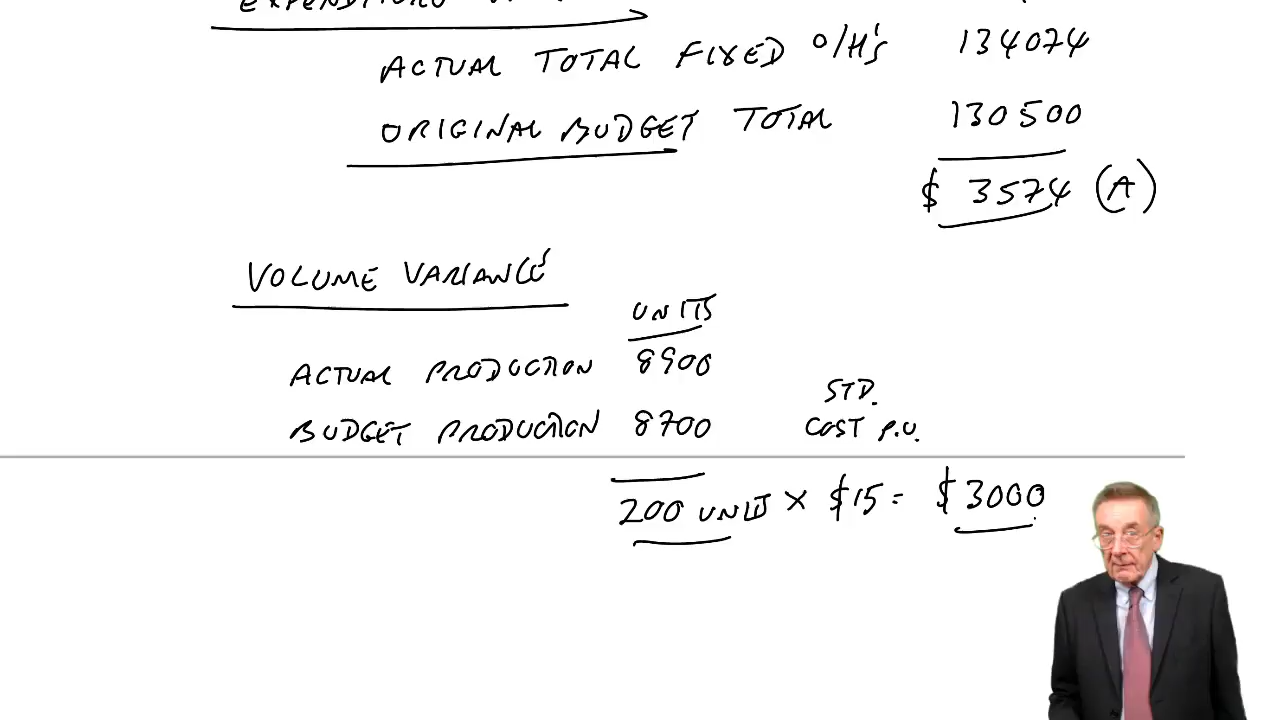 EXPENDITURE
ACTUAL TOTAL FIXED O/H's 134074
ORIGINAL BUDGET TOTAL 130500
$ 3574 (A)
VOLUME VARIANCE
UNITS
ACTUAL PRODUCTION 8900
STD.
BUDGET PRODUCTION 8700 COST P.U.
200 UNITS × $15 = $3000